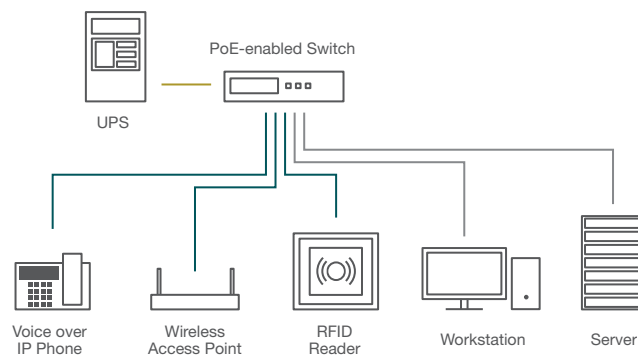 PoE-enabled Switch
UPS
Voice over
IP Phone
Wireless
Access Point
RFID
Reader
Workstation
Server